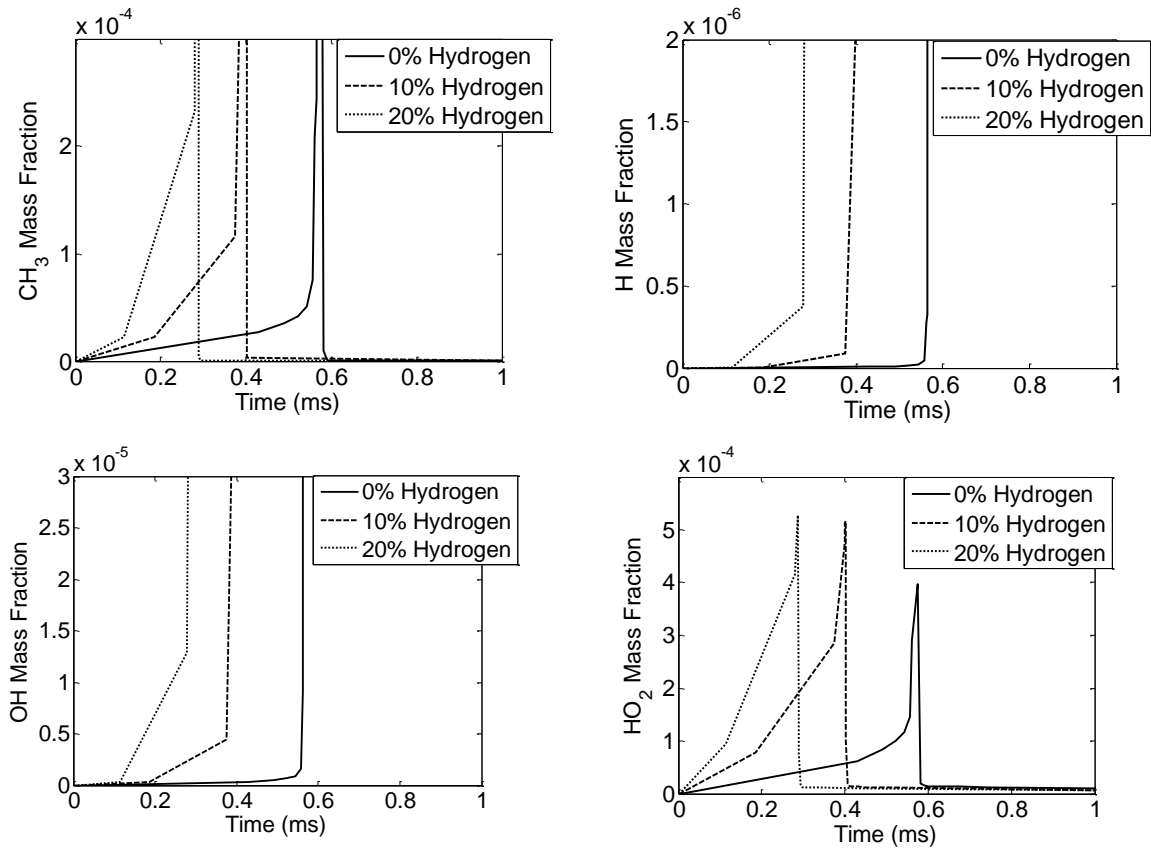 x 10⁻⁴
CH₃ Mass Fraction
2
1
0
0
0.2
0.4
0.6
0.8
1
Time (ms)
0% Hydrogen
10% Hydrogen
20% Hydrogen
x 10⁻⁶
H Mass Fraction
2
1.5
1
0.5
0
0
0.2
0.4
0.6
0.8
1
Time (ms)
0% Hydrogen
10% Hydrogen
20% Hydrogen
x 10⁻⁵
OH Mass Fraction
3
2.5
2
1.5
1
0.5
0
0
0.2
0.4
0.6
0.8
1
Time (ms)
0% Hydrogen
10% Hydrogen
20% Hydrogen
x 10⁻⁴
HO₂ Mass Fraction
5
4
3
2
1
0
0
0.2
0.4
0.6
0.8
1
Time (ms)
0% Hydrogen
10% Hydrogen
20% Hydrogen